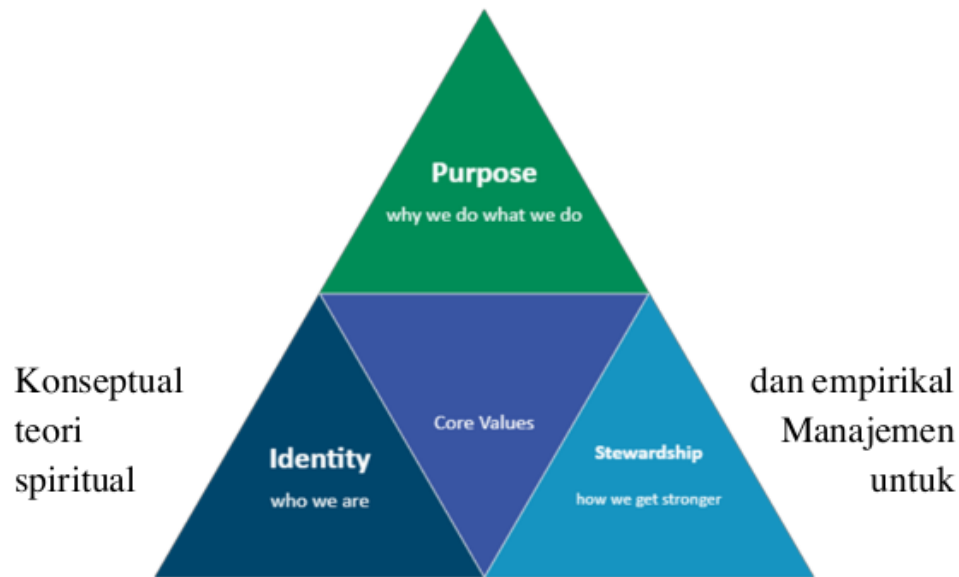 Purpose
why we do what we do
Konseptual dan empirikal
teori Manajemen
spiritual untuk
Core Values
Identity
who we are
Stewardship
how we get stronger